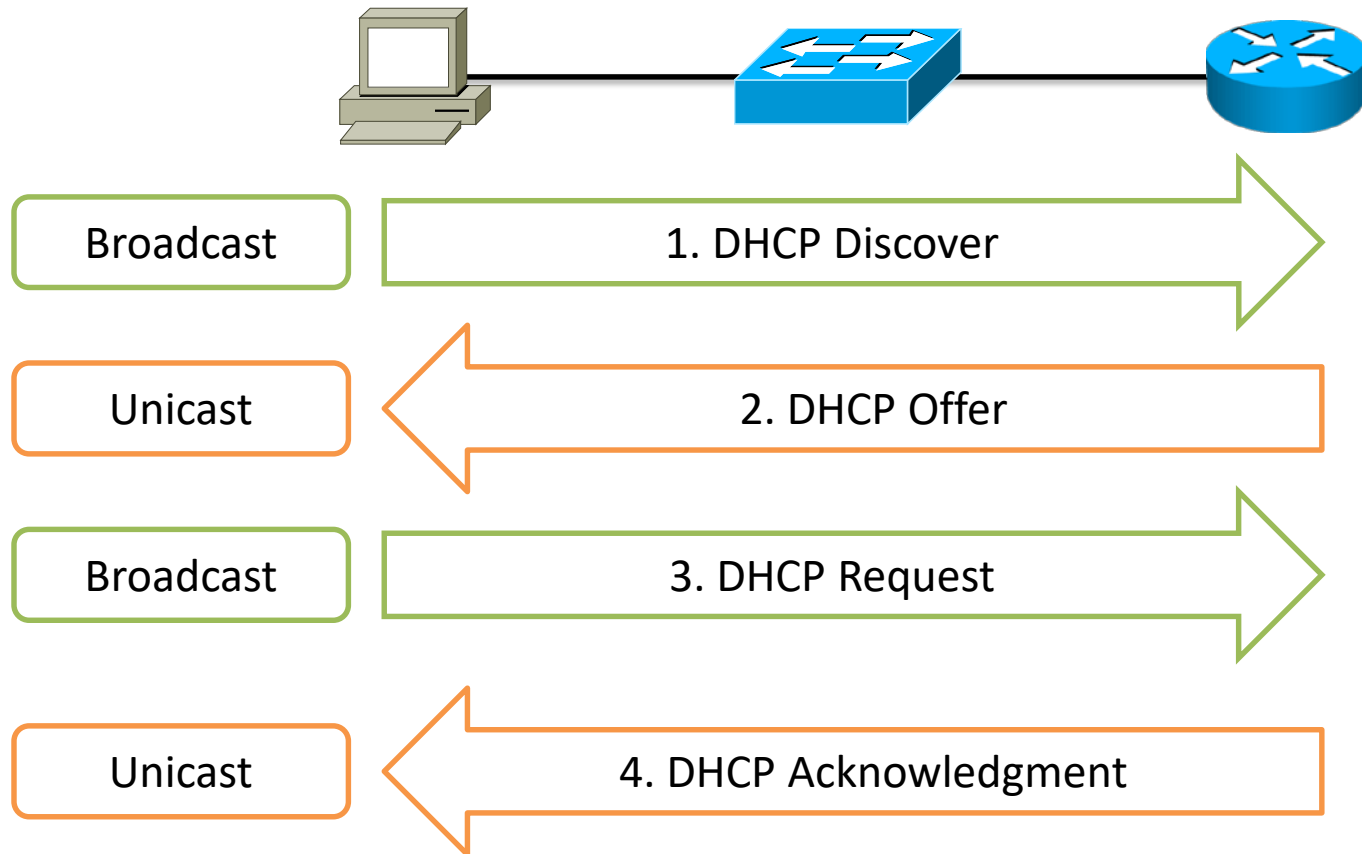 Broadcast
1. DHCP Discover
Unicast
2. DHCP Offer
Broadcast
3. DHCP Request
Unicast
4. DHCP Acknowledgment